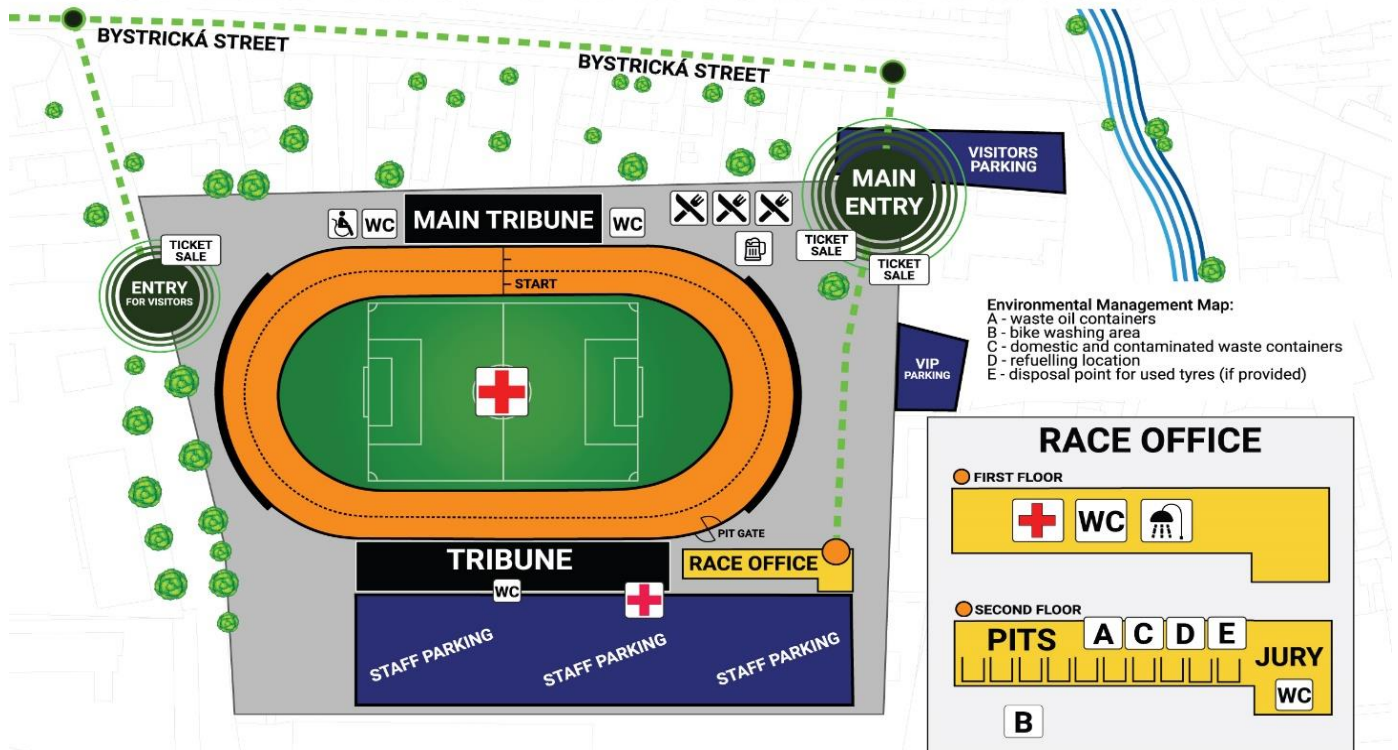 BYSTRICKÁ STREET
BYSTRICKÁ STREET
VISITORS
PARKING
MAIN
ENTRY
TICKET
SALE
TICKET
SALE
WC
MAIN TRIBUNE
WC
TICKET
SALE
ENTRY
FOR VISITORS
START
VIP
PARKING
Environmental Management Map:
A - waste oil containers
B - bike washing area
C - domestic and contaminated waste containers
D - refuelling location
E - disposal point for used tyres (if provided)
PIT GATE
TRIBUNE
RACE OFFICE
WC
STAFF PARKING
STAFF PARKING
STAFF PARKING
RACE OFFICE
FIRST FLOOR
WC
SECOND FLOOR
PITS
A C D E
JURY
WC
B